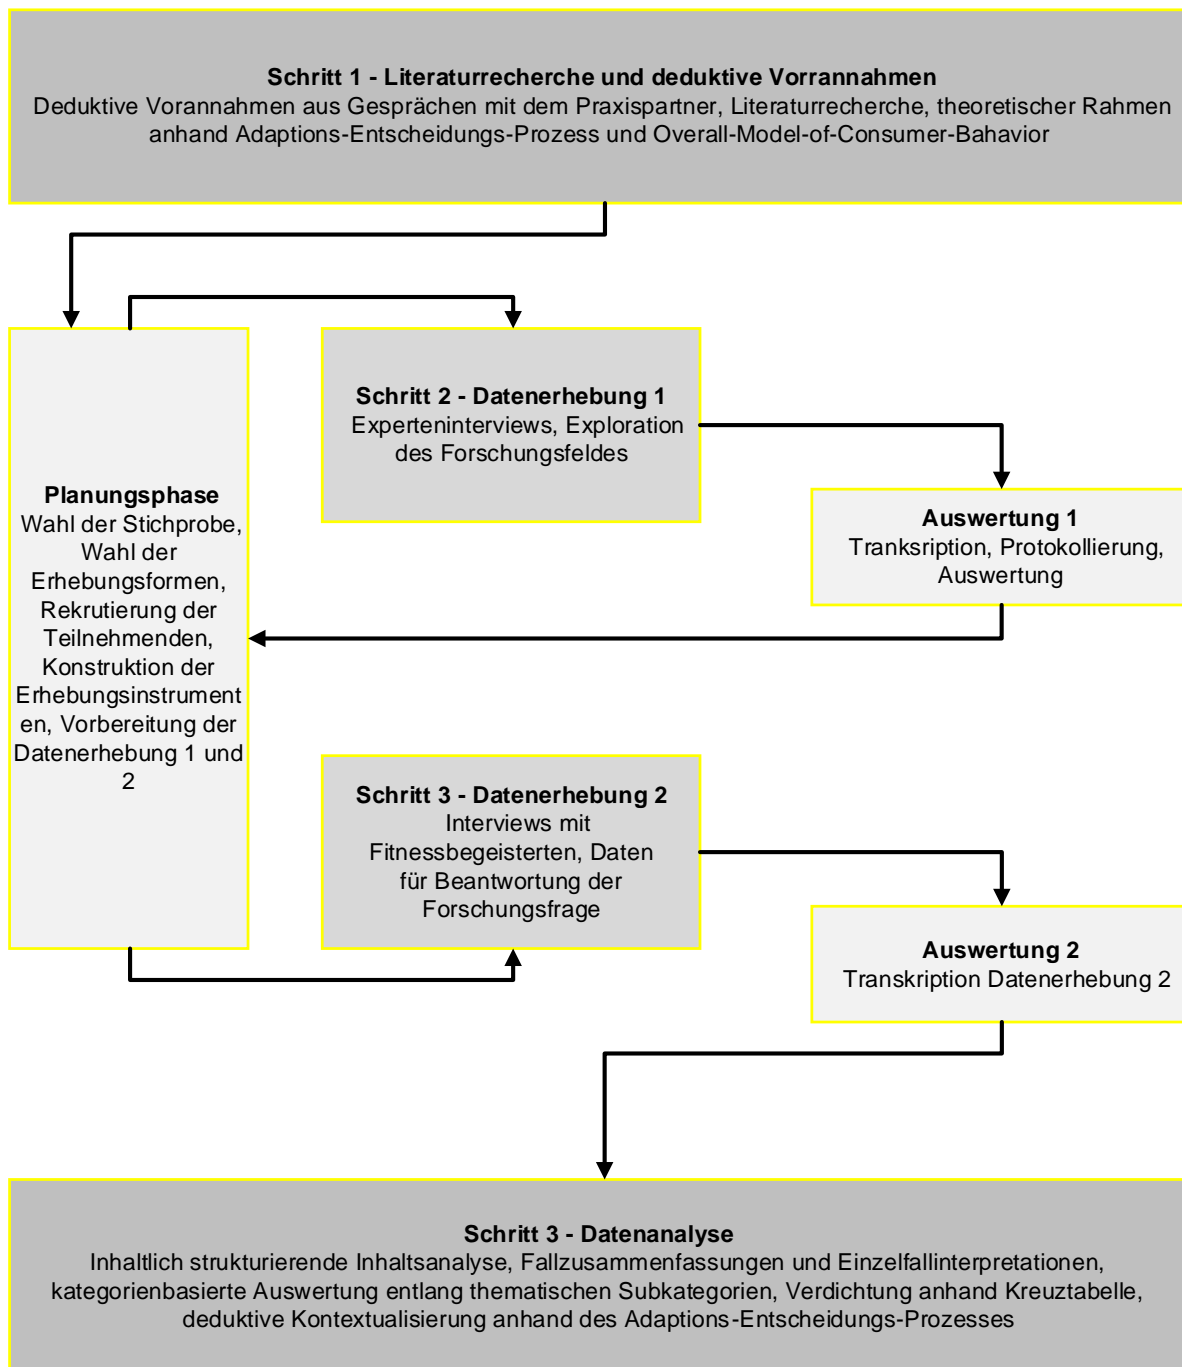 Schritt 1 - Literaturrecherche und deduktive Vorrannahmen
Deduktive Vorannahmen aus Gesprächen mit dem Praxispartner, Literaturrecherche, theoretischer Rahmen
anhand Adaptions-Entscheidungs-Prozess und Overall-Model-of-Consumer-Bahavior
Planungsphase
Wahl der Stichprobe,
Wahl der
Erhebungsformen,
Rekrutierung der
Teilnehmenden,
Konstruktion der
Erhebungsinstrument
en, Vorbereitung der
Datenerhebung 1 und
2
Schritt 2 - Datenerhebung 1
Experteninterviews, Exploration
des Forschungsfeldes
Auswertung 1
Tranksription, Protokollierung,
Auswertung
Schritt 3 - Datenerhebung 2
Interviews mit
Fitnessbegeisterten, Daten
für Beantwortung der
Forschungsfrage
Auswertung 2
Transkription Datenerhebung 2
Schritt 3 - Datenanalyse
Inhaltlich strukturierende Inhaltsanalyse, Fallzusammenfassungen und Einzelfallinterpretationen,
kategorienbasierte Auswertung entlang thematischen Subkategorien, Verdichtung anhand Kreuztabelle,
deduktive Kontextualisierung anhand des Adaptions-Entscheidungs-Prozesses